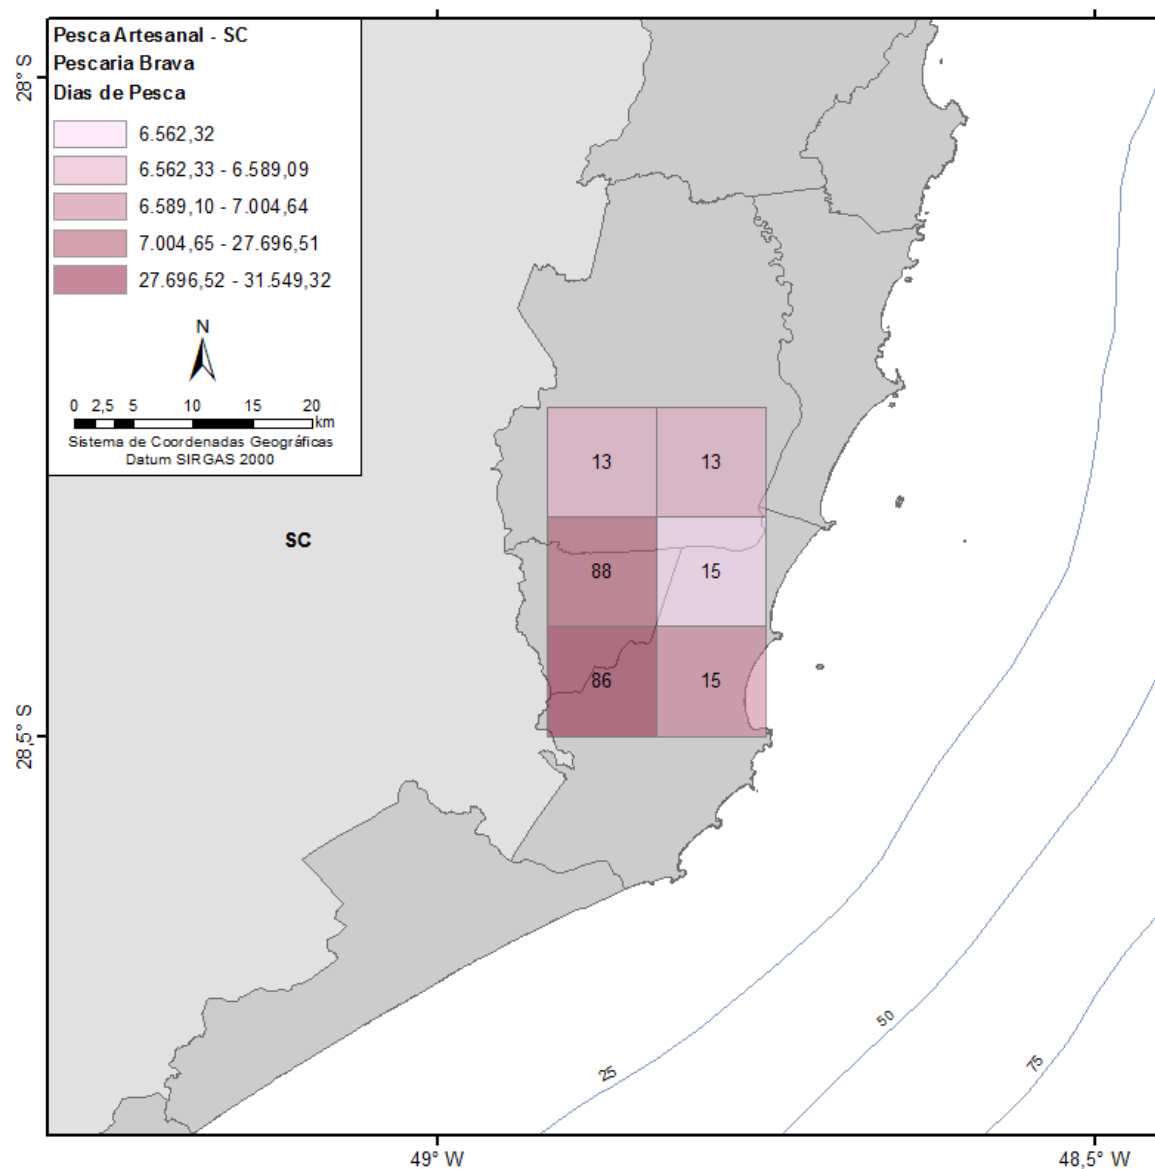 Pesca Artesanal - SC
Pescaria Brava
Dias de Pesca
6.562,32
6.562,33 - 6.589,09
6.589,10 - 7.004,64
7.004,65 - 27.696,51
27.696,52 - 31.549,32
N
0 2,5 5 10 15 20
km
Sistema de Coordenadas Geográficas
Datum SIRGAS 2000
28° S
28,5° S
SC
13 13
88 15
86 15
25
50
75
49° W
48,5° W